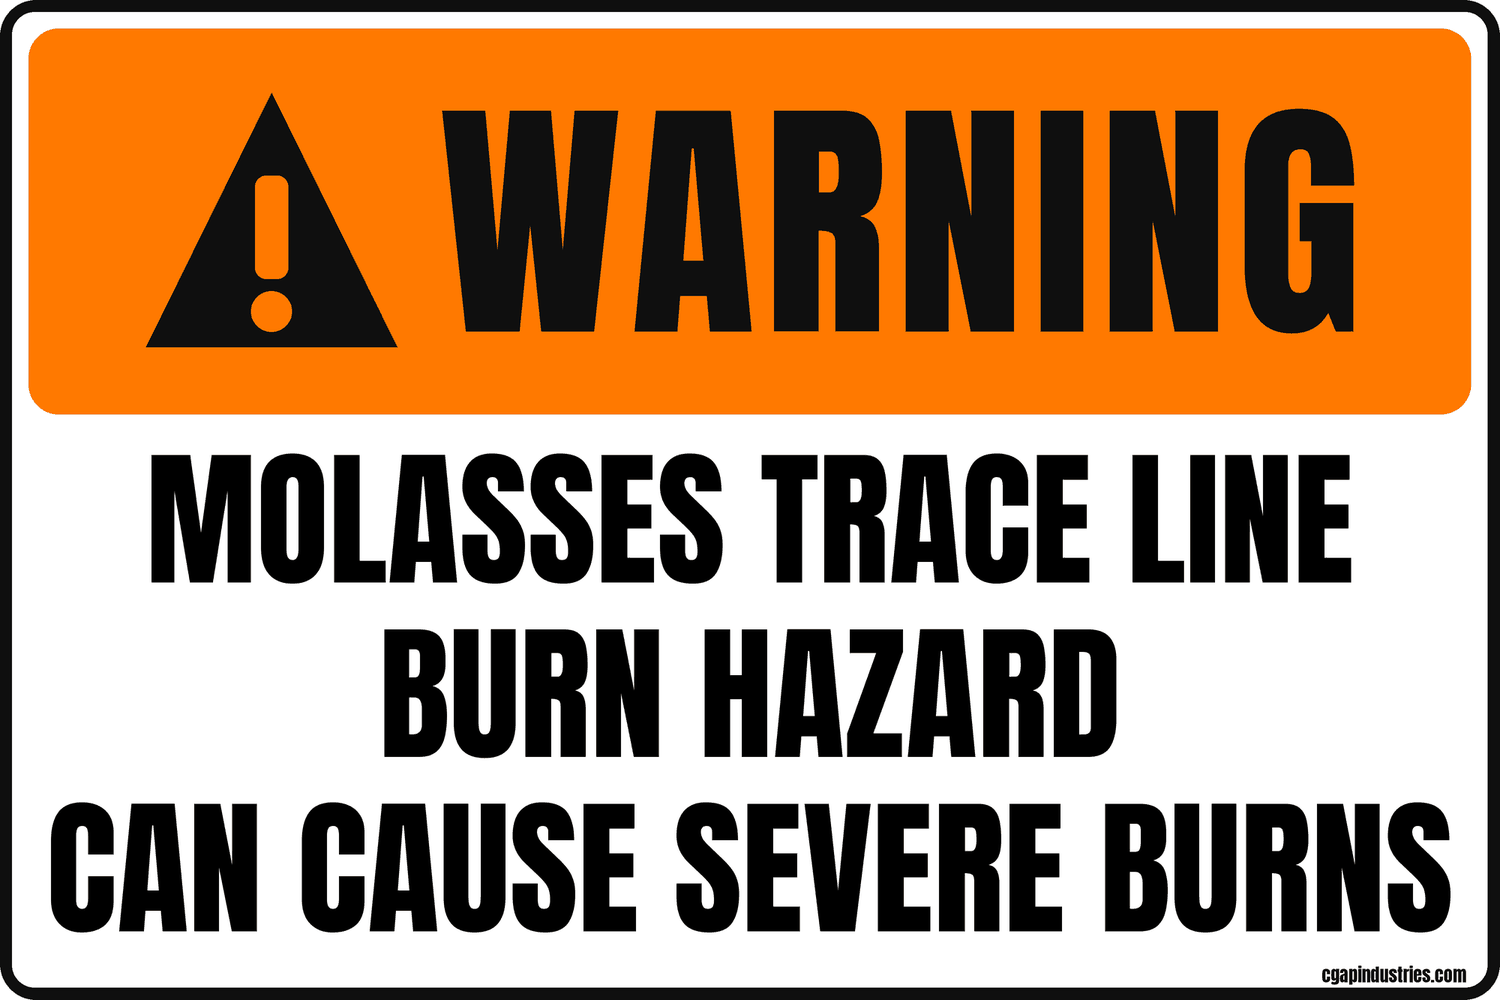 WARNING
MOLASSES TRACE LINE
BURN HAZARD
CAN CAUSE SEVERE BURNS
cgapindustries.com